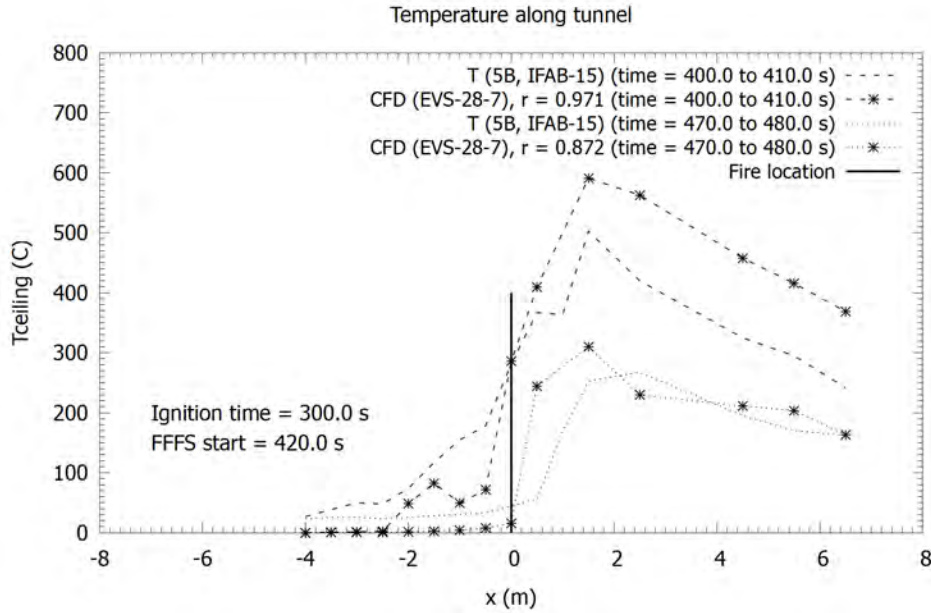 Temperature along tunnel
800
700
600
500
400
300
200
100
0
Tceiling (C)
T (5B, IFAB-15) (time = 400.0 to 410.0 s)
CFD (EVS-28-7), r = 0.971 (time = 400.0 to 410.0 s)
T (5B, IFAB-15) (time = 470.0 to 480.0 s)
CFD (EVS-28-7), r = 0.872 (time = 470.0 to 480.0 s)
Fire location
Ignition time = 300.0 s
FFFS start = 420.0 s
-8 -6 -4 -2 0 2 4 6 8
x (m)